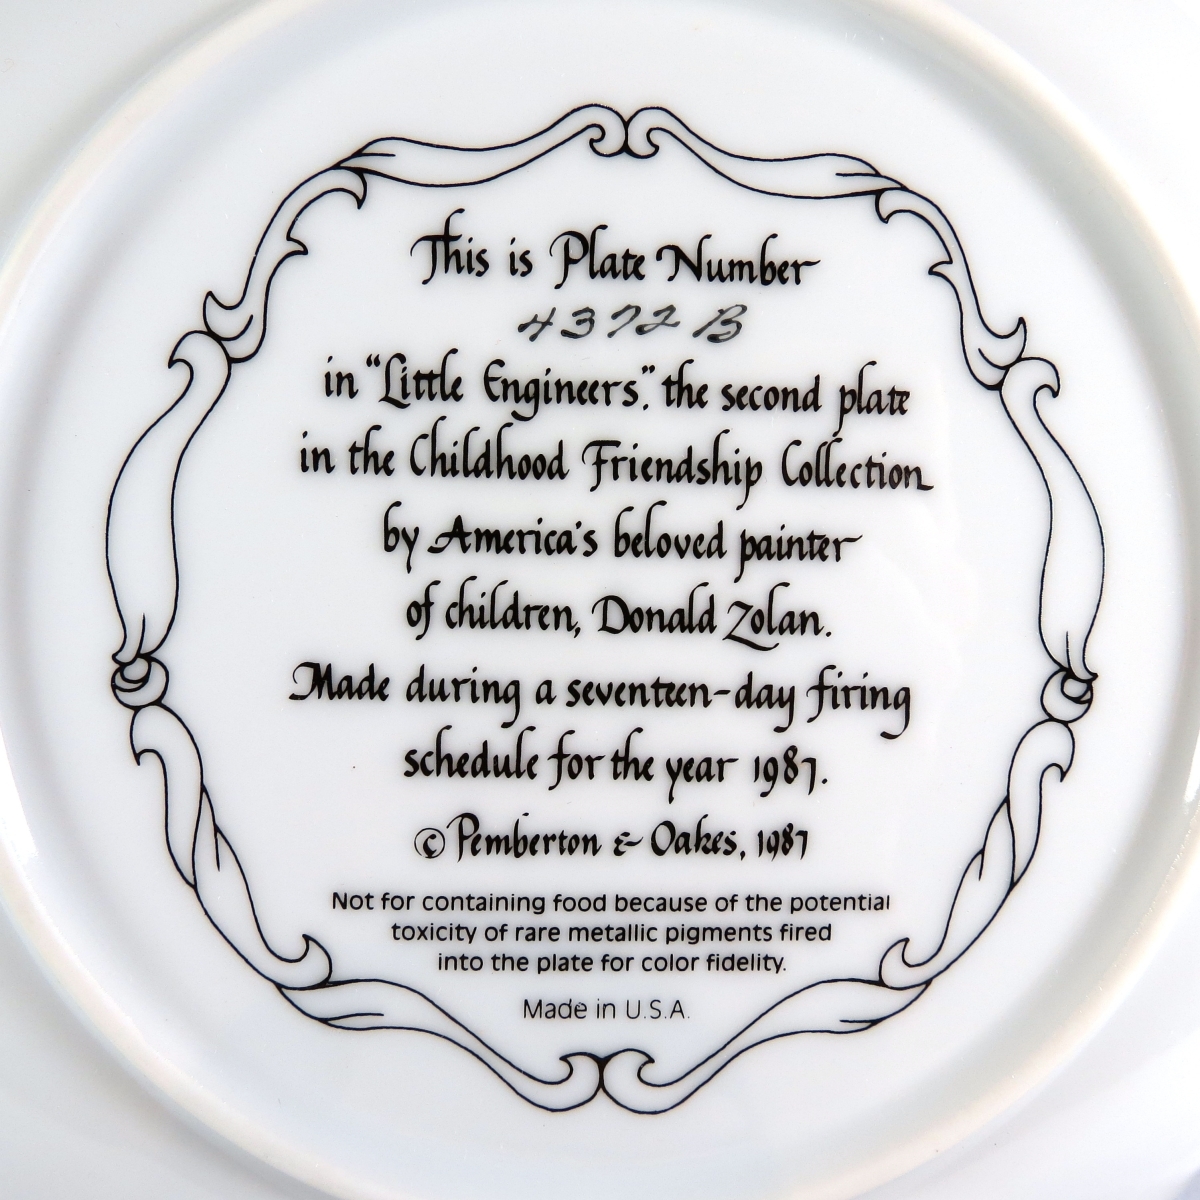 This is Plate Number
4372 B
in “Little Engineers”. the second plate
in the Childhood Friendship Collection
by America's beloved painter
of children, Donald Zolan.
Made during a seventeen-day firing
schedule for the year 1987.
© Pemberton & Oakes, 1987
Not for containing food because of the potential
toxicity of rare metallic pigments fired
into the plate for color fidelity.
Made in U.S.A.